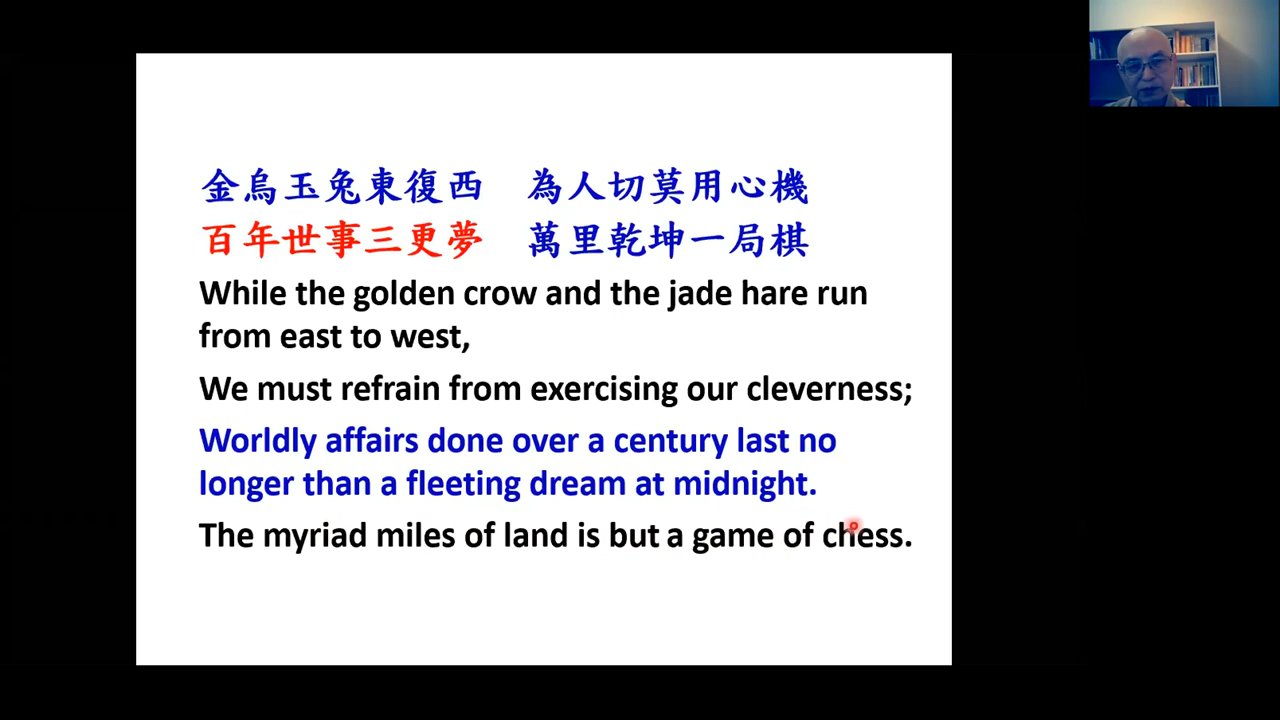 金烏玉兔東復西　為人切莫用心機
百年世事三更夢　萬里乾坤一局棋
While the golden crow and the jade hare run
from east to west,
We must refrain from exercising our cleverness;
Worldly affairs done over a century last no
longer than a fleeting dream at midnight.
The myriad miles of land is but a game of chess.